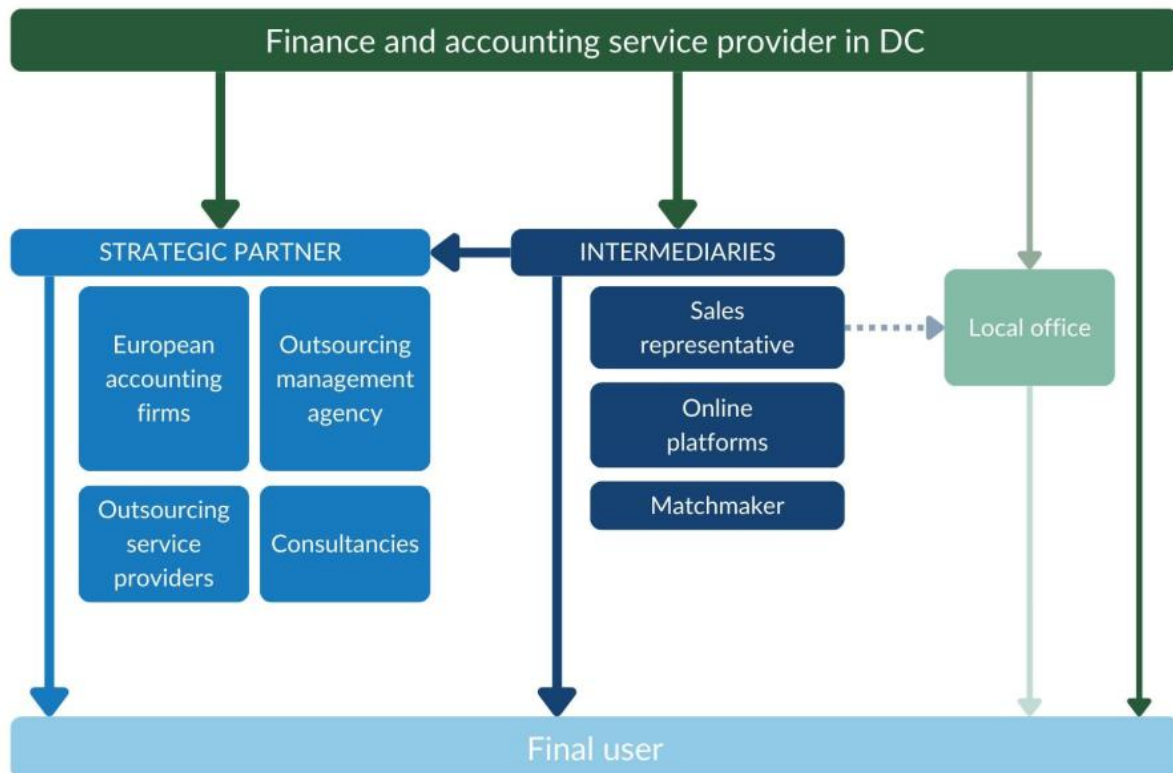 Finance and accounting service provider in DC
STRATEGIC PARTNER
INTERMEDIARIES
European
accounting
firms
Outsourcing
management
agency
Outsourcing
service
providers
Consultancies
Sales
representative
Online
platforms
Matchmaker
Local office
Final user